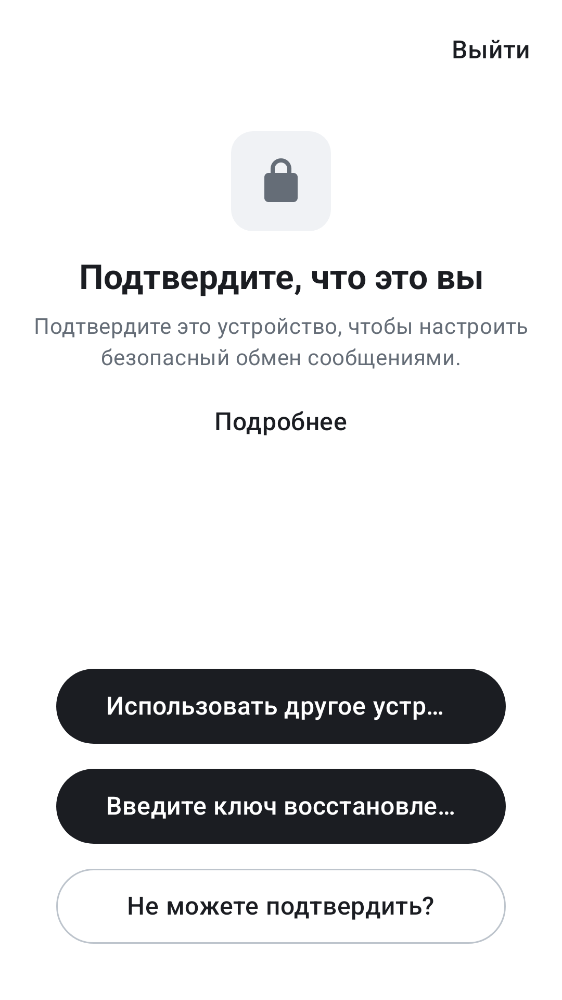 Выйти
Подтвердите, что это вы
Подтвердите это устройство, чтобы настроить
безопасный обмен сообщениями.
Подробнее
Использовать другое устр…
Введите ключ восстановле…
Не можете подтвердить?